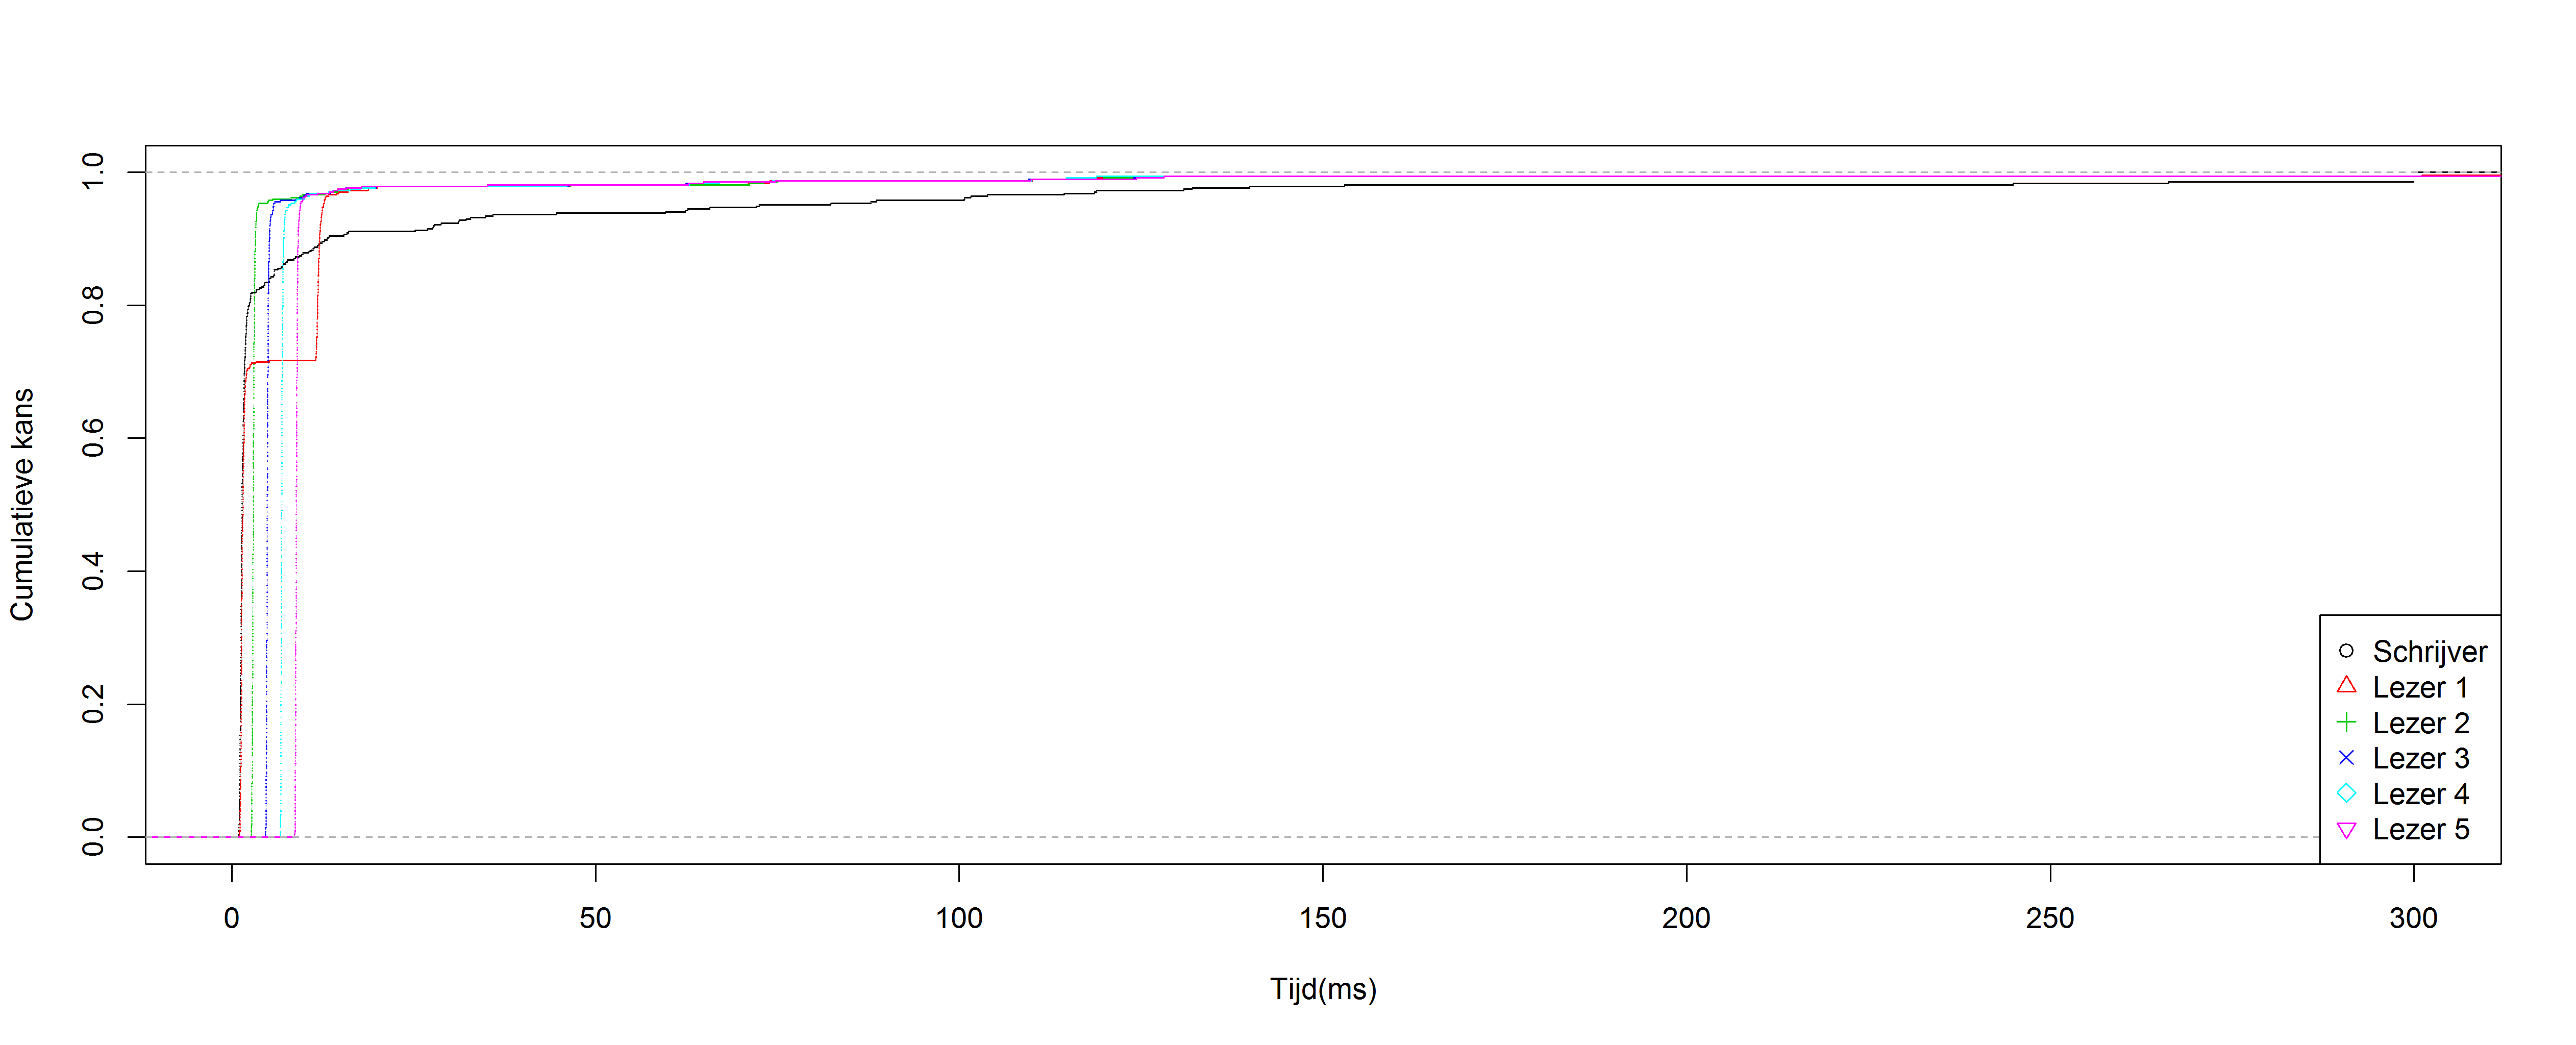 Cumulatieve kans
1.0
0.8
0.6
0.4
0.2
0.0
Schrijver
Lezer 1
Lezer 2
Lezer 3
Lezer 4
Lezer 5
0 50 100 150 200 250 300
Tijd(ms)